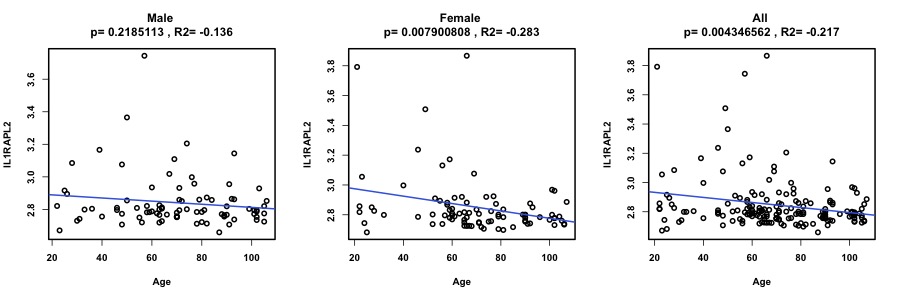 Male
p= 0.2185113 , R2= -0.136
IL1RAPL2
2.8
3.0
3.2
3.4
3.6
20
40
60
80
100
Age
Female
p= 0.007900808 , R2= -0.283
IL1RAPL2
2.8
3.0
3.2
3.4
3.6
3.8
20
40
60
80
100
Age
All
p= 0.004346562 , R2= -0.217
IL1RAPL2
2.8
3.0
3.2
3.4
3.6
3.8
20
40
60
80
100
Age